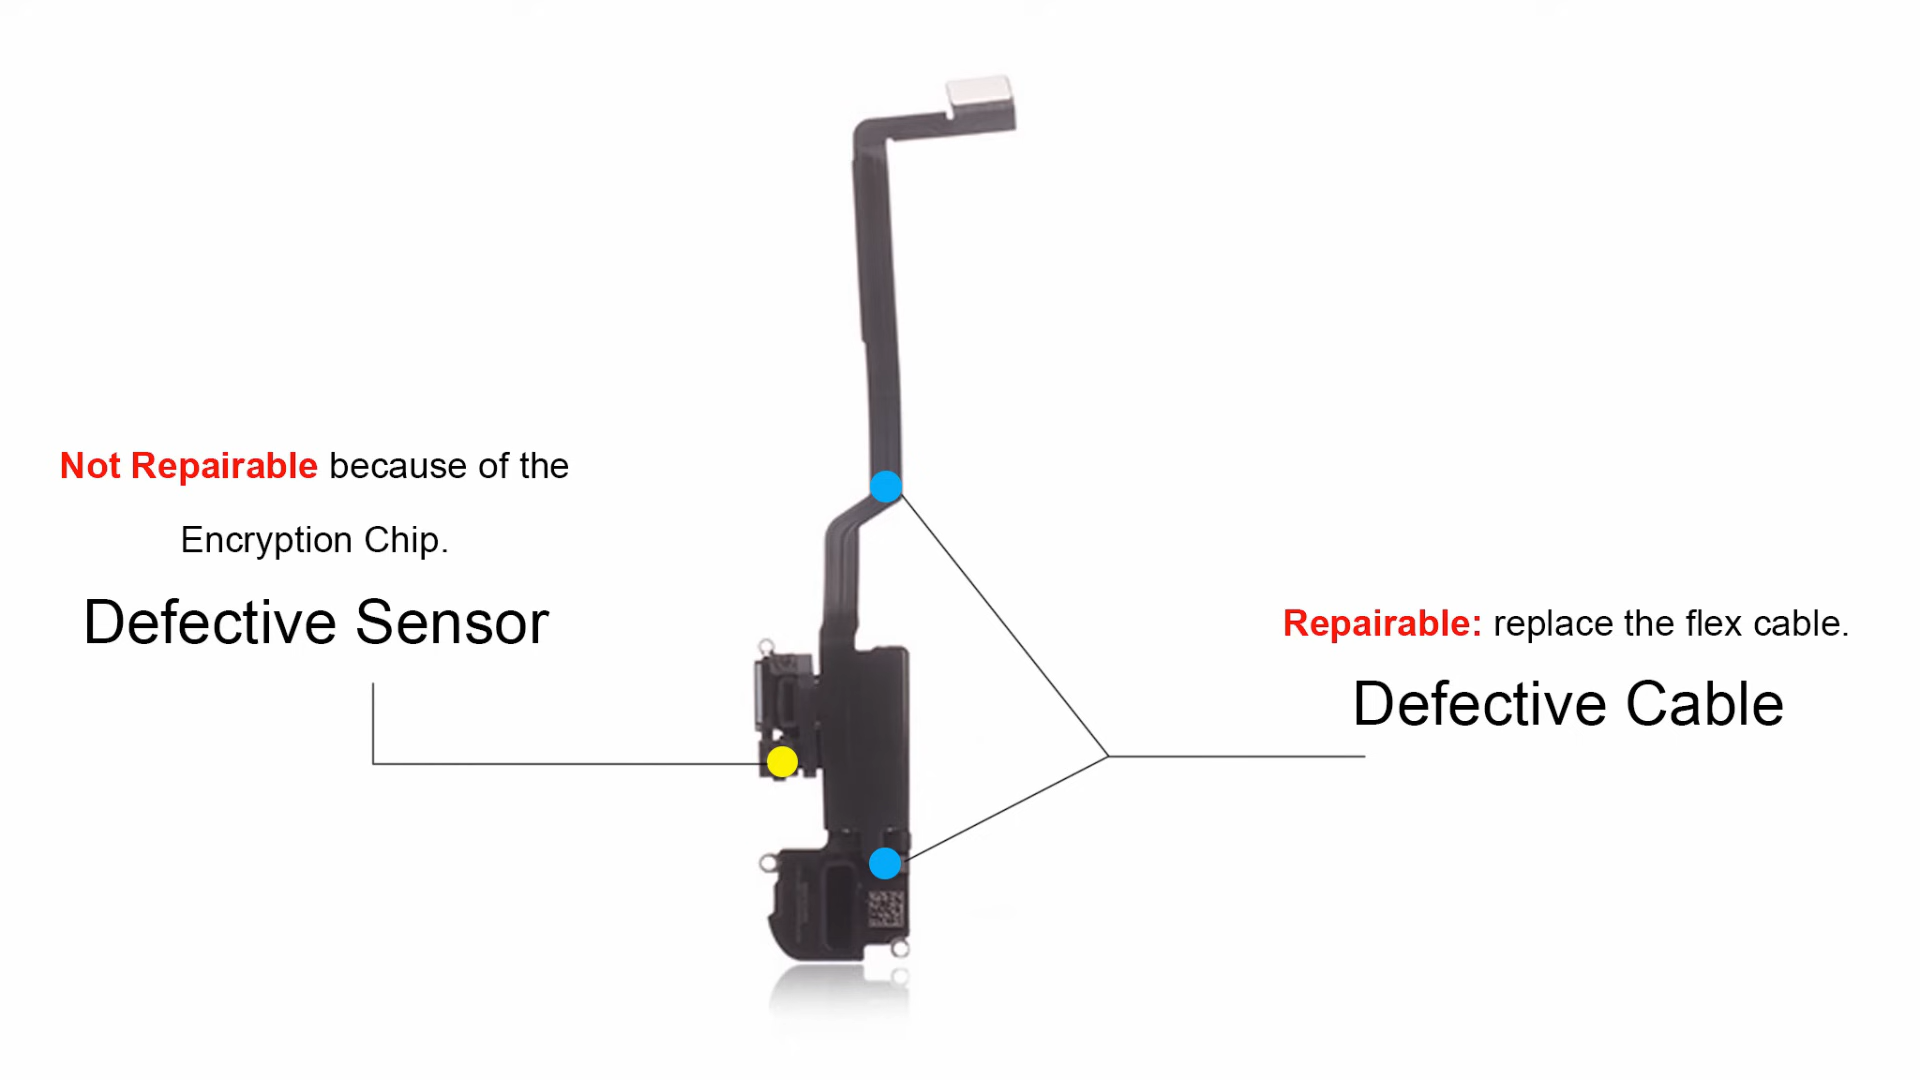 Not Repairable because of the
Encryption Chip.
Defective Sensor
Repairable: replace the flex cable.
Defective Cable